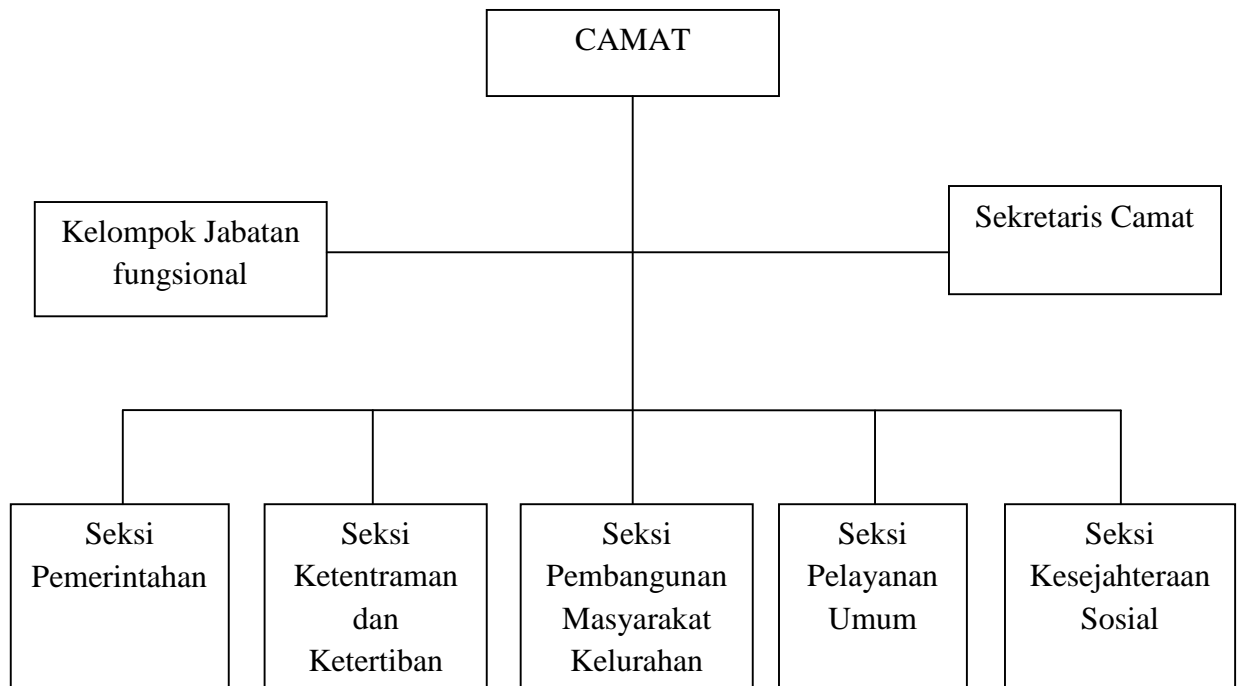 CAMAT
Kelompok Jabatan
fungsional
Sekretaris Camat
Seksi
Pemerintahan
Seksi
Ketentraman
dan
Ketertiban
Seksi
Pembangunan
Masyarakat
Kelurahan
Seksi
Pelayanan
Umum
Seksi
Kesejahteraan
Sosial